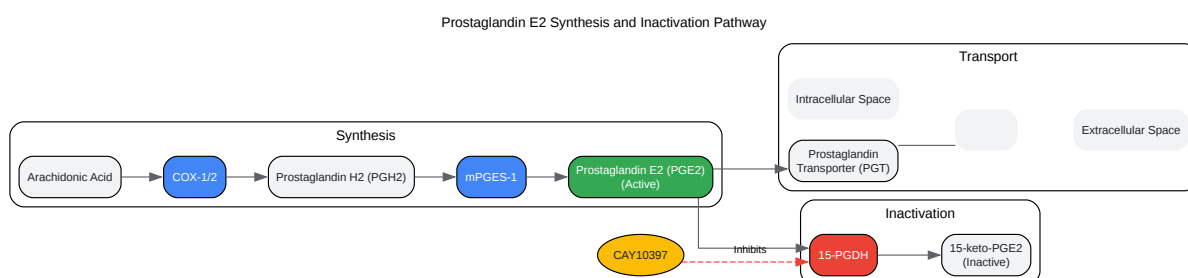 Prostaglandin E2 Synthesis and Inactivation Pathway
Transport
Intracellular Space
Extracellular Space
Prostaglandin
Transporter (PGT)
Synthesis
Arachidonic Acid
COX-1/2
Prostaglandin H2 (PGH2)
mPGES-1
Prostaglandin E2 (PGE2)
(Active)
Inactivation
CAY10397
Inhibits
15-PGDH
15-keto-PGE2
(Inactive)